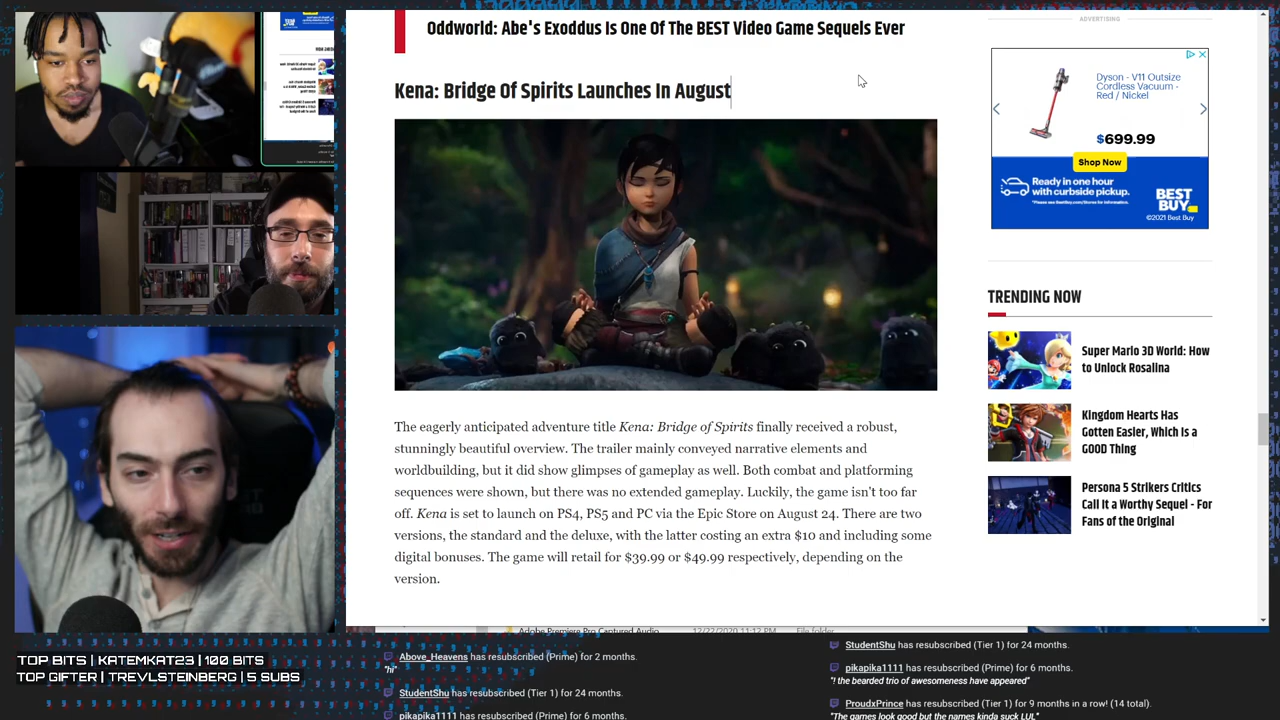 Oddworld: Abe's Exoddus Is One Of The BEST Video Game Sequels Ever
Kena: Bridge Of Spirits Launches In August
The eagerly anticipated adventure title Kena: Bridge of Spirits finally received a robust,
stunningly beautiful overview. The trailer mainly conveyed narrative elements and
worldbuilding, but it did show glimpses of gameplay as well. Both combat and platforming
sequences were shown, but there was no extended gameplay. Luckily, the game isn't too far
off. Kena is set to launch on PS4, PS5 and PC via the Epic Store on August 24. There are two
versions, the standard and the deluxe, with the latter costing an extra $10 and including some
digital bonuses. The game will retail for $39.99 or $49.99 respectively, depending on the
version.
ADVERTISING
Dyson - V11 Outsize
Cordless Vacuum -
Red / Nickel
$699.99
Shop Now
Ready in one hour
with curbside pickup.
*Please see BestBuy.com/Stores for information.
BEST
BUY
©2021 Best Buy
TRENDING NOW
Super Mario 3D World: How
to Unlock Rosalina
Kingdom Hearts Has
Gotten Easier, Which Is a
GOOD Thing
Persona 5 Strikers Critics
Call It a Worthy Sequel - For
Fans of the Original
Adobe Premiere Pro Captured Audio
12/22/2020 11:12 PM
File folder
TOP BITS | KATEMKAT23 | 100 BITS
TOP GIFTER | TREVLSTEINBERG | 5 SUBS
Above_Heavens has resubscribed (Prime) for 2 months.
"hi"
StudentShu has resubscribed (Tier 1) for 24 months.
pikapika1111 has resubscribed (Prime) for 6 months.
StudentShu has resubscribed (Tier 1) for 24 months.
pikapika1111 has resubscribed (Prime) for 6 months.
"! the bearded trio of awesomeness have appeared"
ProudxPrince has resubscribed (Tier 1) for 9 months in a row! (14 total).
"The games look good but the names kinda suck LUL"